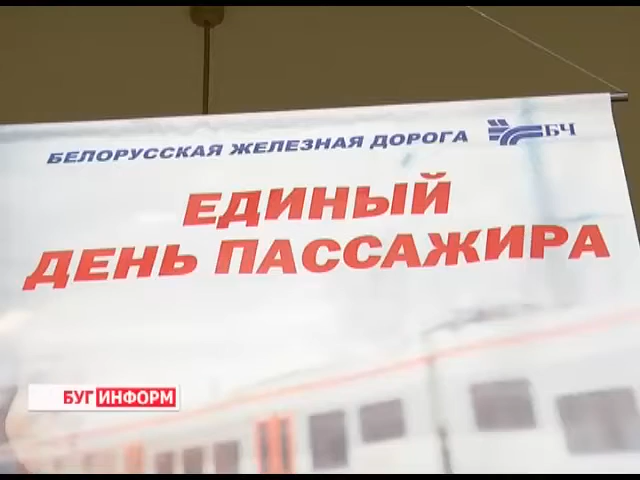 БЕЛОРУССКАЯ ЖЕЛЕЗНАЯ ДОРОГА БЧ
ЕДИНЫЙ
ДЕНЬ ПАССАЖИРА
БУГ ИНФОРМ